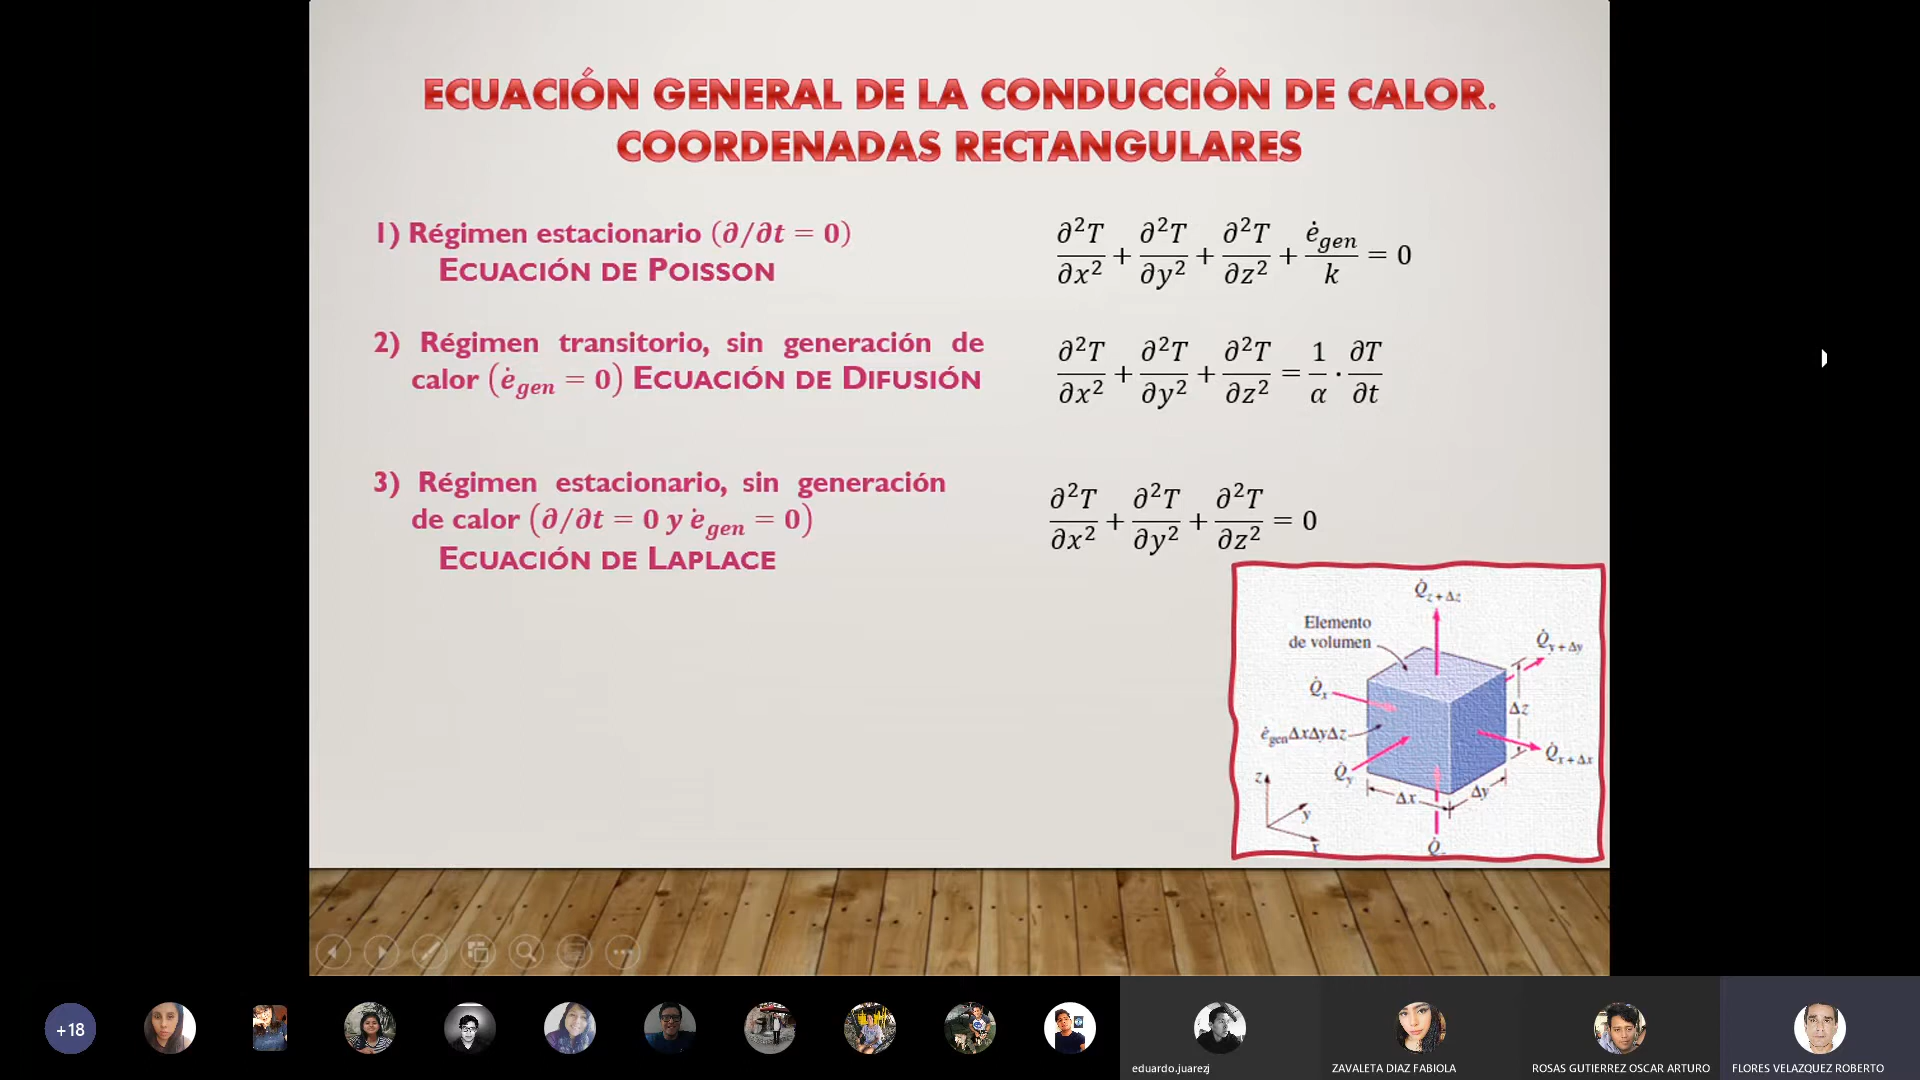 ECUACIÓN GENERAL DE LA CONDUCCIÓN DE CALOR.
COORDENADAS RECTANGULARES
1) Régimen estacionario (∂/∂t = 0)
ECUACIÓN DE POISSON
∂²T/∂x² + ∂²T/∂y² + ∂²T/∂z² + ė_gen/k = 0
2) Régimen transitorio, sin generación de
calor (ė_gen = 0) ECUACIÓN DE DIFUSIÓN
∂²T/∂x² + ∂²T/∂y² + ∂²T/∂z² = 1/α · ∂T/∂t
3) Régimen estacionario, sin generación
de calor (∂/∂t = 0 y ė_gen = 0)
ECUACIÓN DE LAPLACE
∂²T/∂x² + ∂²T/∂y² + ∂²T/∂z² = 0
Q̇z + Δz
Elemento
de volumen
Q̇y + Δy
Q̇x
Δz
ėgenΔxΔyΔz
Q̇x + Δx
Q̇y
z
Δx
Δy
y
x
+18
eduardo.juarezj
ZAVALETA DIAZ FABIOLA
ROSAS GUTIERREZ OSCAR ARTURO
FLORES VELAZQUEZ ROBERTO